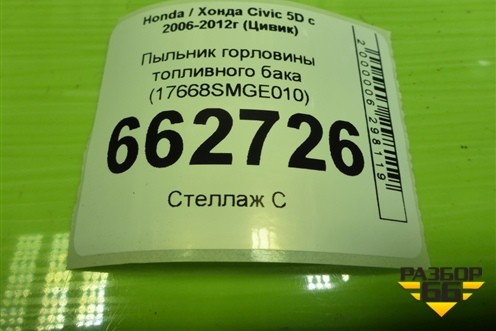 Honda / Хонда Civic 5D с
2006-2012г (Цивик)
Пыльник горловины
топливного бака
(17668SMGE010)
662726
Стеллаж С
2000006298119
РАЗБОР
66